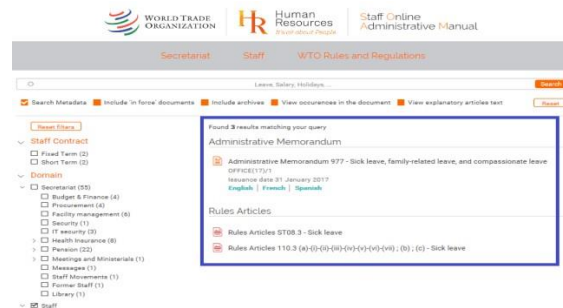 WORLD TRADE
ORGANIZATION
Human
Resources
It's all about People
Staff Online
Administrative Manual
Secretariat Staff WTO Rules and Regulations
Leave, Salary, Holidays, ... Search
Search Metadata Include 'in force' documents Include archives View occurences in the document View explanatory articles text Reset
Reset Filters
Staff Contract
Fixed Term (2)
Short Term (2)
Domain
Secretariat (55)
Budget & Finance (4)
Procurement (4)
Facility management (6)
Security (1)
IT security (3)
Health Insurance (8)
Pension (22)
Meetings and Ministerials (1)
Messages (1)
Staff Movements (1)
Former Staff (1)
Library (1)
Staff
Found 3 results matching your query
Administrative Memorandum
Administrative Memorandum 977 - Sick leave, family-related leave, and compassionate leave
OFFICE(17)/1
Issuance date 31 January 2017
English | French | Spanish
Rules Articles
Rules Articles ST08.3 - Sick leave
Rules Articles 110.3 (a)-(i)-(ii)-(iii)-(iv)-(v)-(vi)-(vii) ; (b) ; (c) - Sick leave